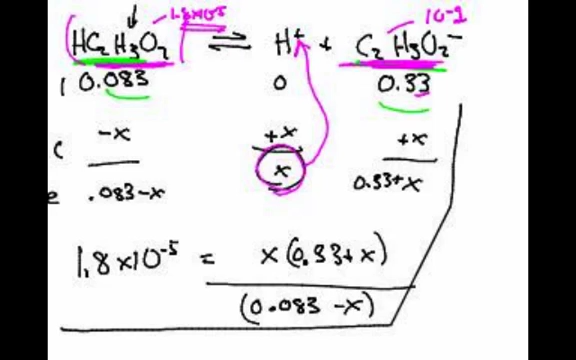 1.8x10⁻⁵ 10⁻²
HC₂H₃O₂ ⇌ H⁺ + C₂H₃O₂⁻
I 0.083 0 0.33
C -x +x +x
e .083-x x 0.33+x
1.8x10⁻⁵ = x(0.33+x)
(0.083-x)